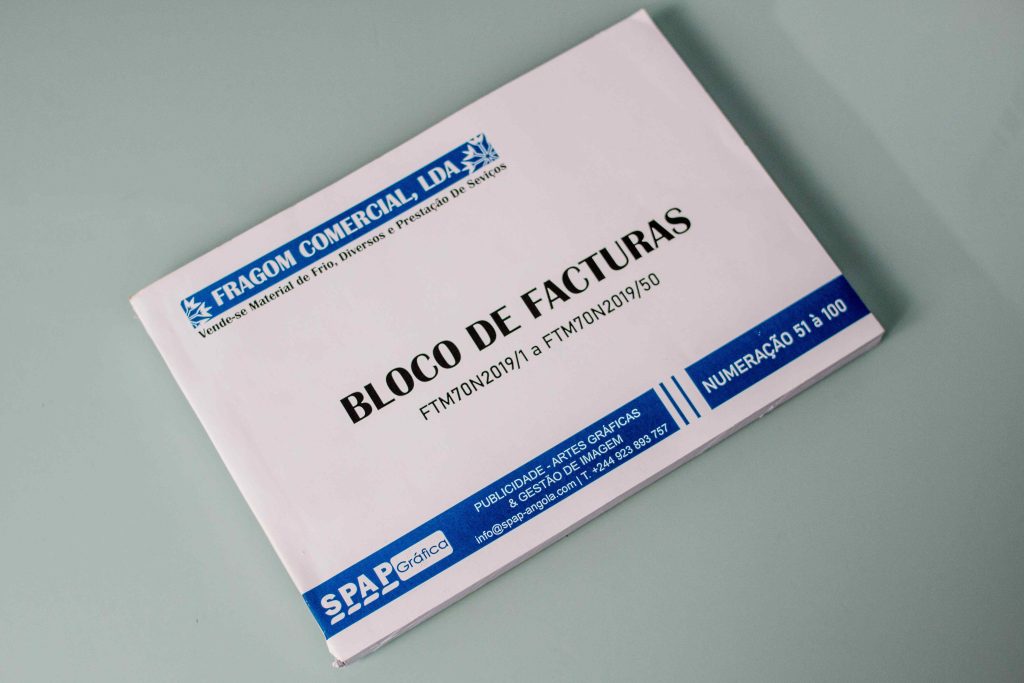 FRAGOM COMERCIAL, LDA
Vende-se Material de Frio, Diversos e Prestação De Seviços
BLOCO DE FACTURAS
FTM70N2019/1 a FTM70N2019/50
NUMERAÇÃO 51 à 100
PUBLICIDADE - ARTES GRÁFICAS
& GESTÃO DE IMAGEM
info@spap-angola.com | T. +244 923 893 757
SPAP Gráfica